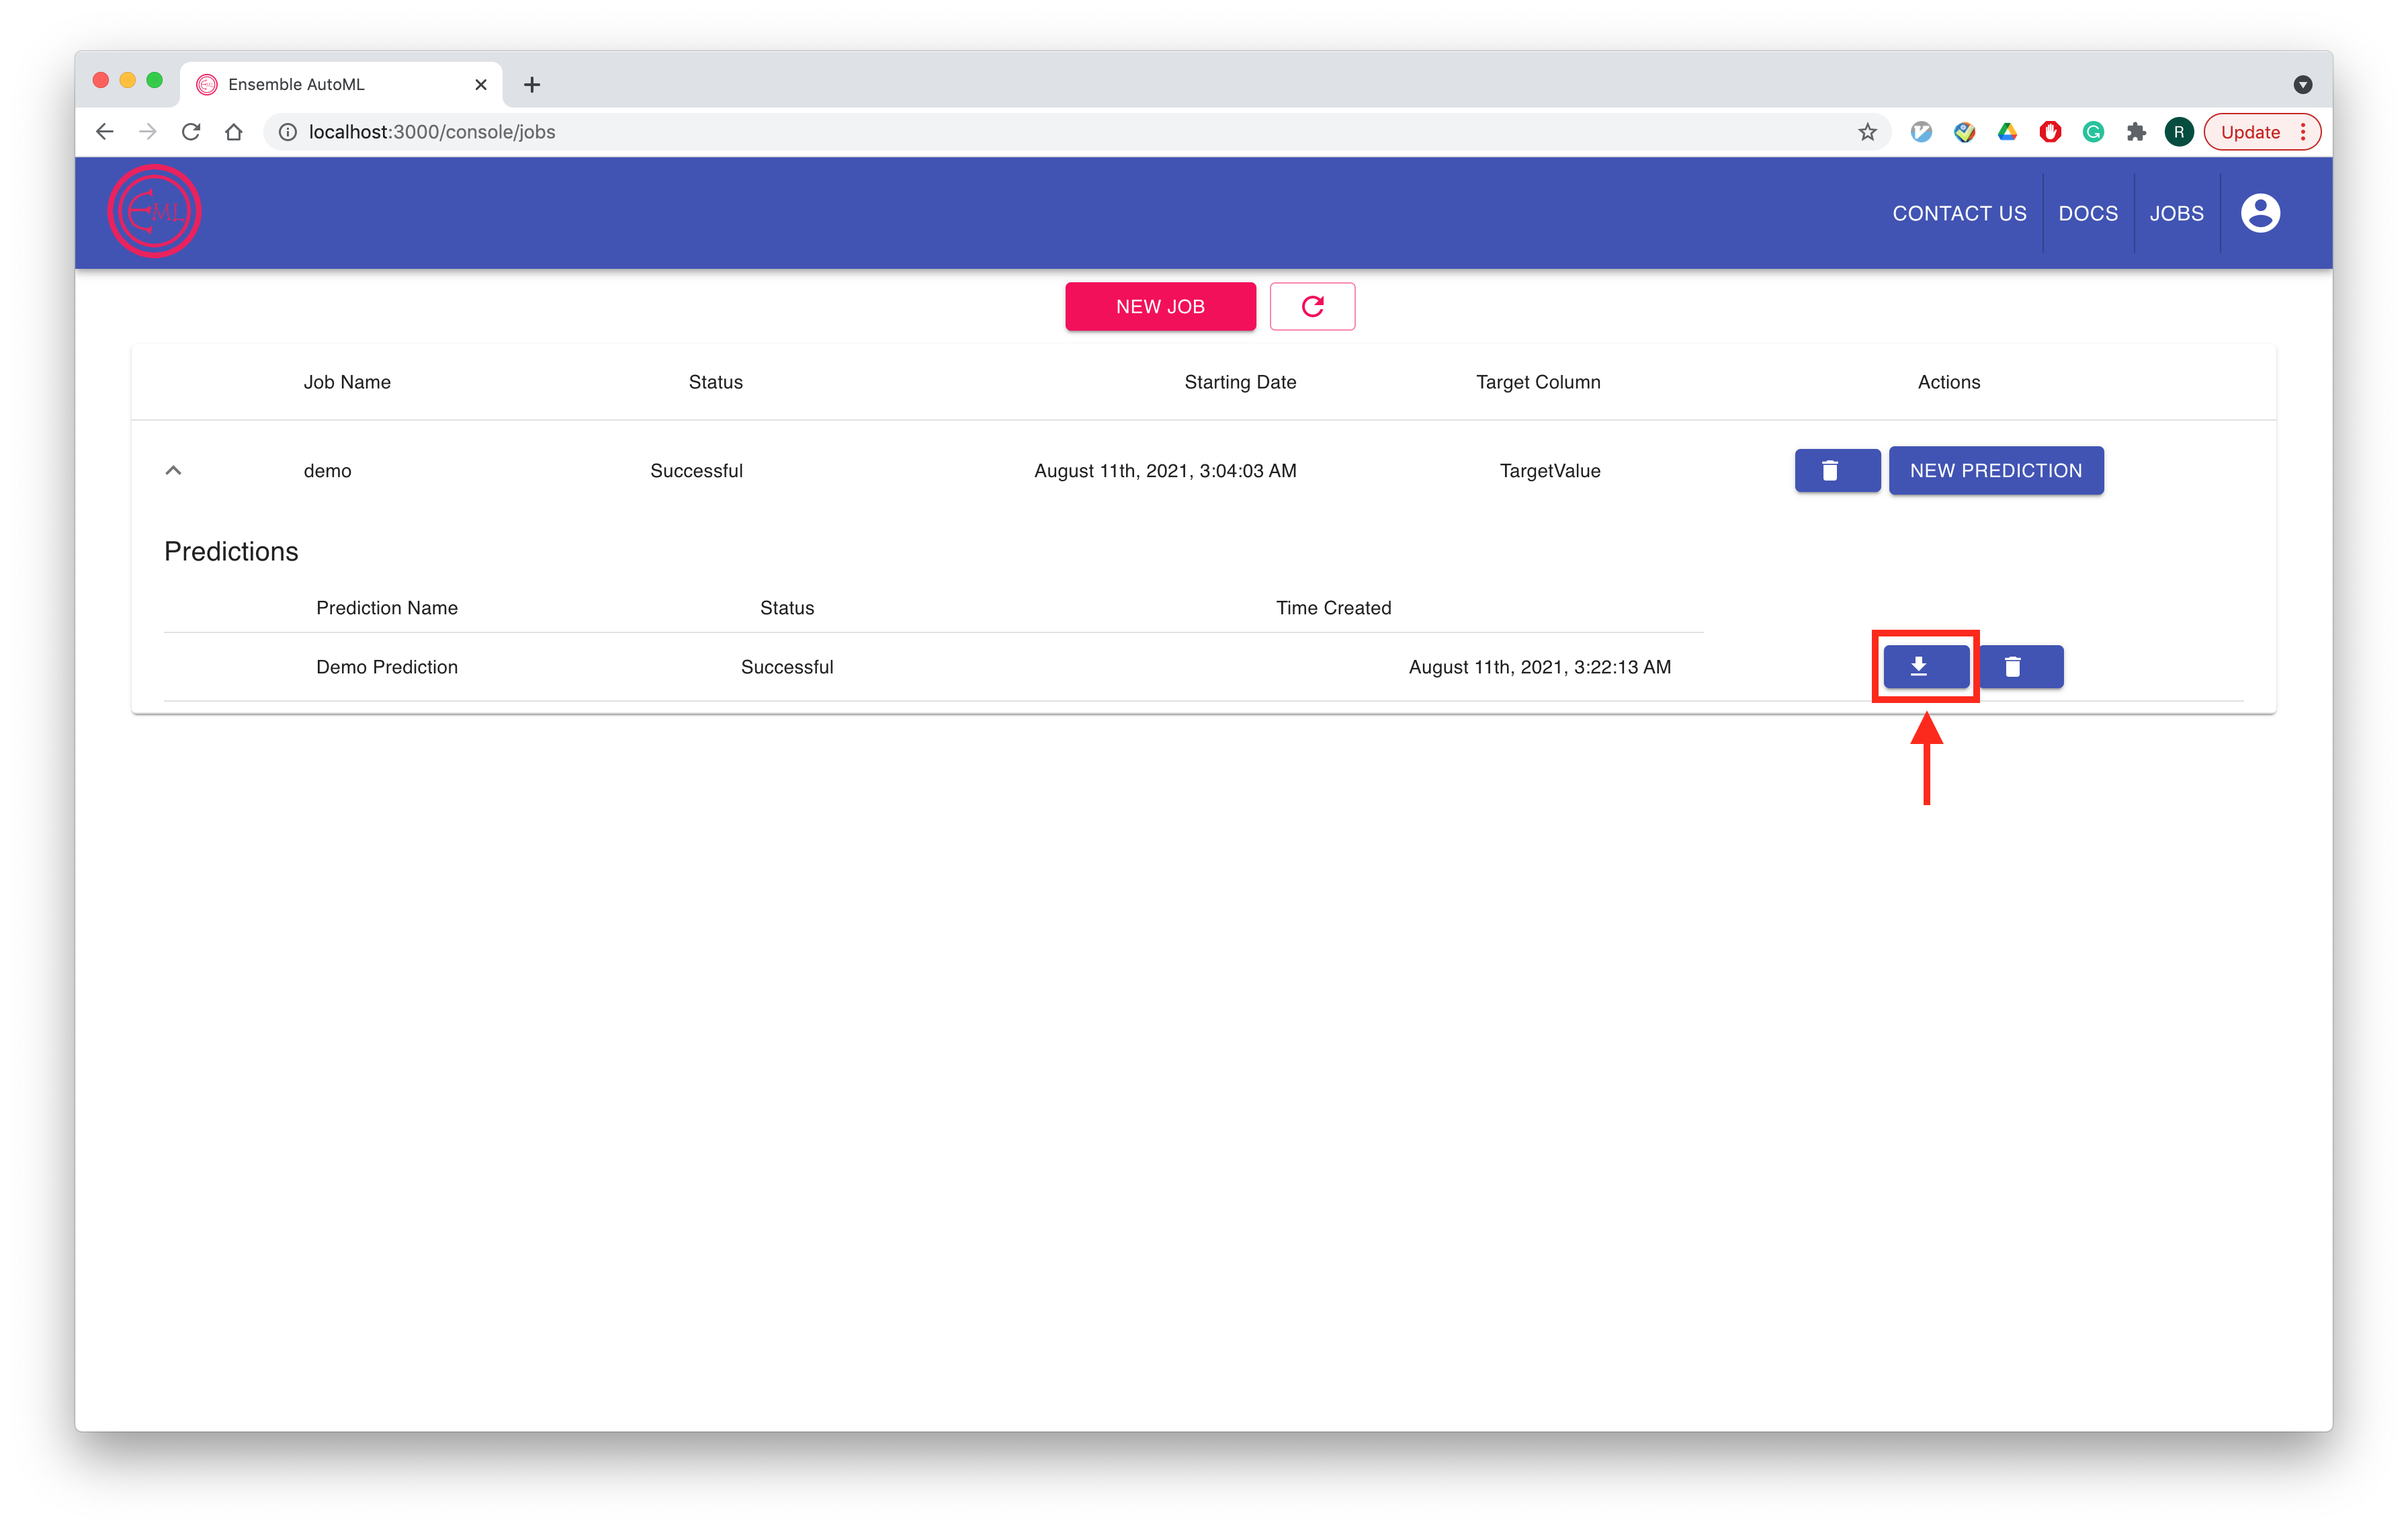 Ensemble AutoML
localhost:3000/console/jobs
R
Update
EML
CONTACT US
DOCS
JOBS
NEW JOB
Job Name Status Starting Date Target Column Actions
demo Successful August 11th, 2021, 3:04:03 AM TargetValue NEW PREDICTION
Predictions
Prediction Name Status Time Created
Demo Prediction Successful August 11th, 2021, 3:22:13 AM